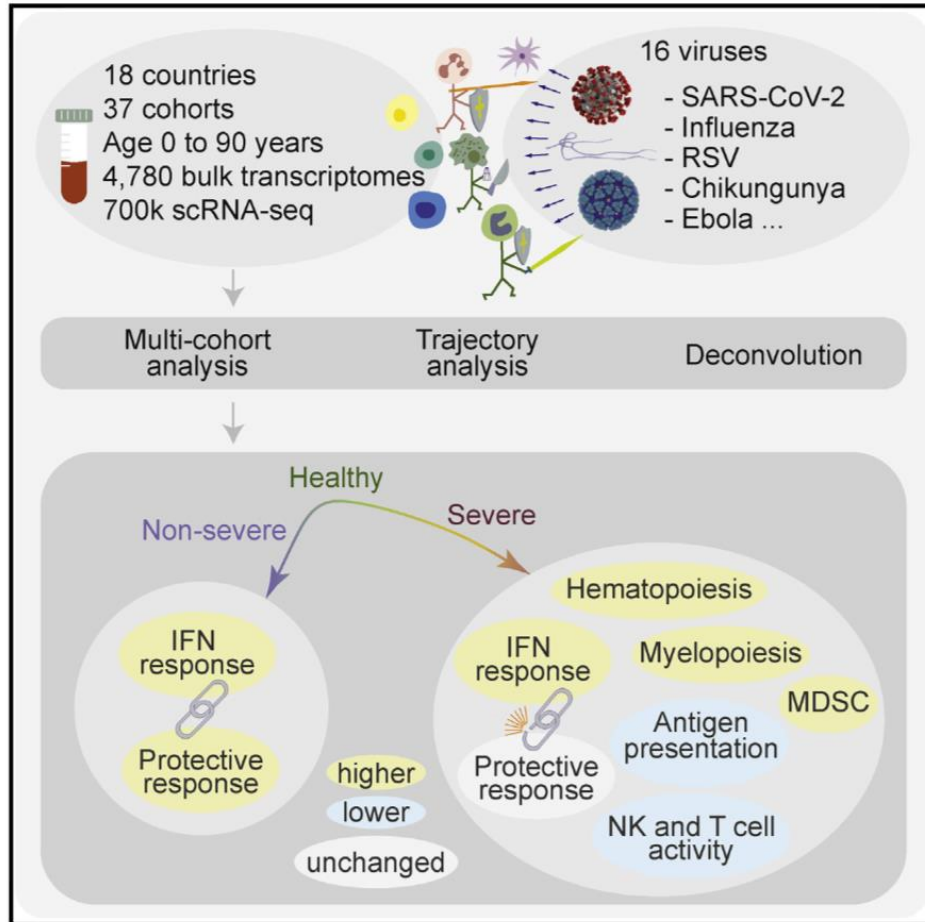 18 countries
37 cohorts
Age 0 to 90 years
4,780 bulk transcriptomes
700k scRNA-seq
16 viruses
- SARS-CoV-2
- Influenza
- RSV
- Chikungunya
- Ebola ...
Multi-cohort
analysis
Trajectory
analysis
Deconvolution
Healthy
Non-severe
Severe
IFN
response
Protective
response
higher
lower
unchanged
Hematopoiesis
IFN
response
Myelopoiesis
MDSC
Antigen
presentation
Protective
response
NK and T cell
activity